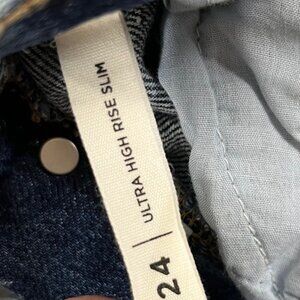 ULTRA HIGH RISE SLIM | 24